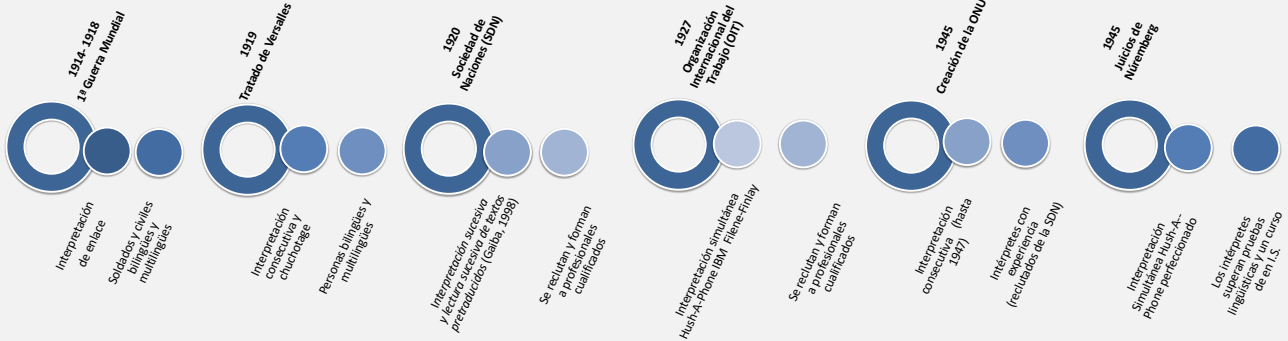 1914- 1918
1ª Guerra Mundial
Interpretación
de enlace
Soldados y civiles
bilingües y
multilingües
1919
Tratado de Versalles
Interpretación
consecutiva y
chuchotage
Personas bilingües y
multilingües
1920
Sociedad de
Naciones (SDN)
Interpretación sucesiva
y lectura sucesiva de textos
pretraducidos (Gaiba, 1998)
Se reclutan y forman
a profesionales
cualificados
1927
Organización
Internacional del
Trabajo (OIT)
Interpretación simultánea
Hush-A-Phone IBM Filene-Finlay
Se reclutan y forman
a profesionales
cualificados
1945
Creación de la ONU
Interpretación
consecutiva (hasta
1947)
Intérpretes con
experiencia
(reclutados de la SDN)
1945
Juicios de
Núremberg
Interpretación
Simultánea Hush-A--
Phone perfeccionado
Los intérpretes
superan pruebas
lingüísticas y un curso
de en I.S.